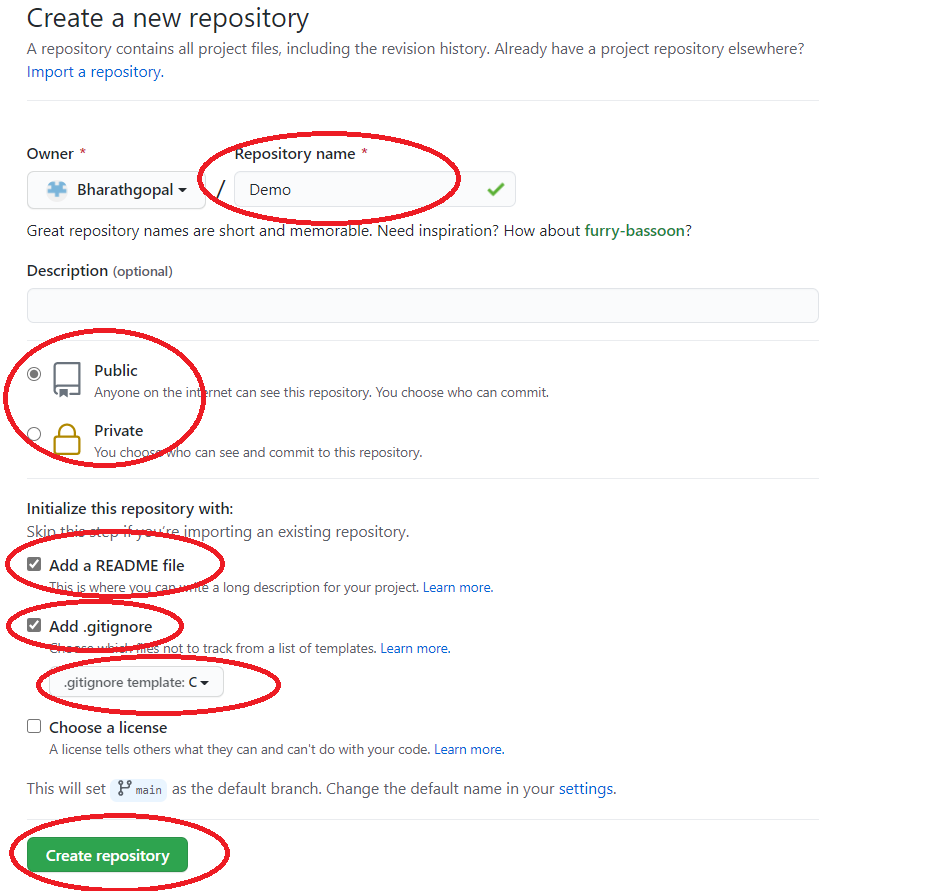 Create a new repository
A repository contains all project files, including the revision history. Already have a project repository elsewhere?
Import a repository.
Owner * Repository name *
Bharathgopal / Demo
Great repository names are short and memorable. Need inspiration? How about furry-bassoon?
Description (optional)
Public
Anyone on the internet can see this repository. You choose who can commit.
Private
You choose who can see and commit to this repository.
Initialize this repository with:
Skip this step if you're importing an existing repository.
Add a README file
This is where you can write a long description for your project. Learn more.
Add .gitignore
Choose which files not to track from a list of templates. Learn more.
.gitignore template: C
Choose a license
A license tells others what they can and can't do with your code. Learn more.
This will set main as the default branch. Change the default name in your settings.
Create repository